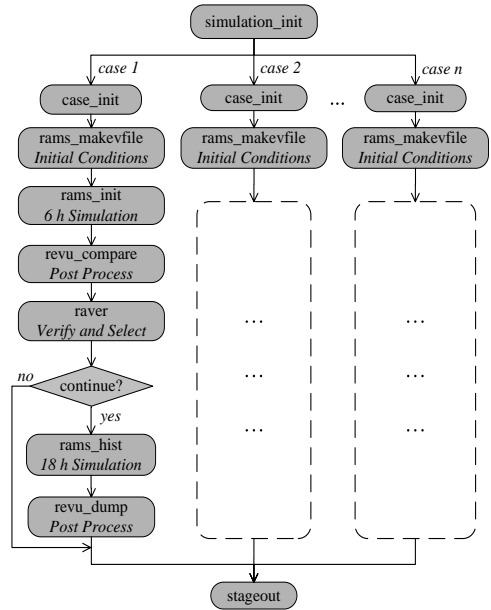 simulation_init
case 1
case 2
case n
case_init
case_init
...
case_init
rams_makevfile
Initial Conditions
rams_makevfile
Initial Conditions
rams_makevfile
Initial Conditions
rams_init
6 h Simulation
revu_compare
Post Process
raver
Verify and Select
...
...
...
...
...
...
no
continue?
yes
rams_hist
18 h Simulation
revu_dump
Post Process
stageout